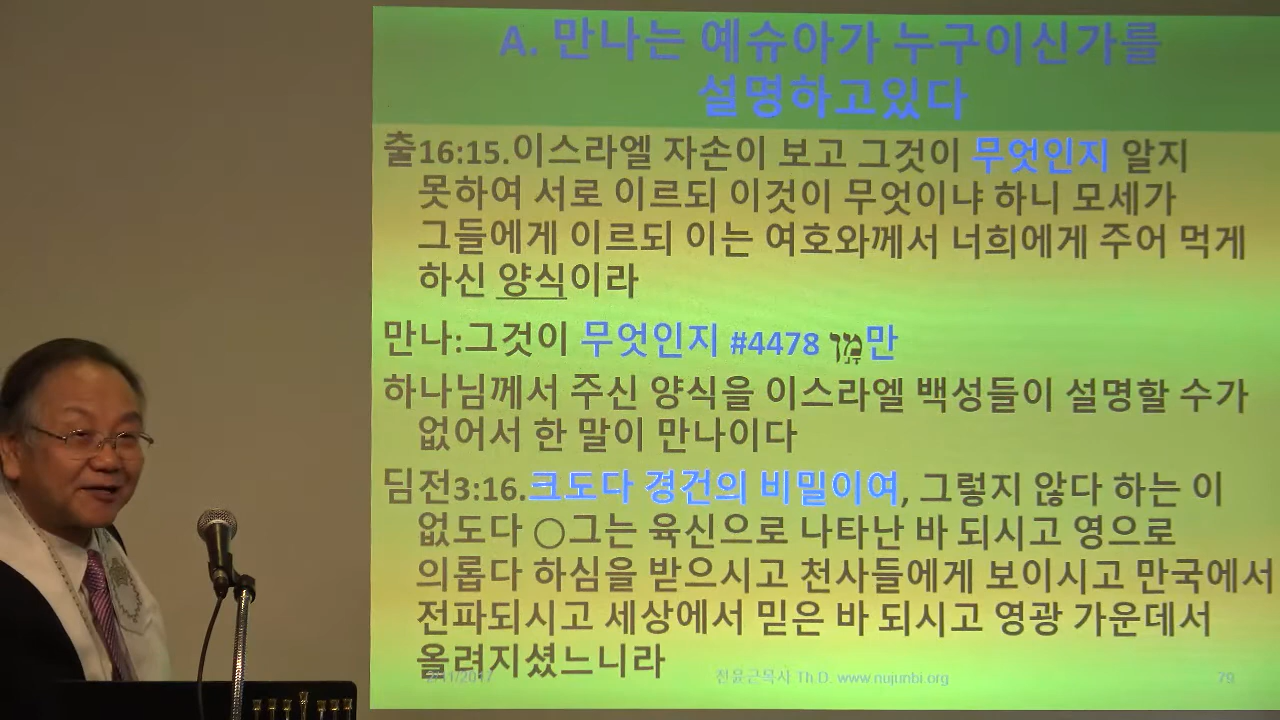 A. 만나는 예슈아가 누구이신가를
설명하고있다
출16:15.이스라엘 자손이 보고 그것이 무엇인지 알지
못하여 서로 이르되 이것이 무엇이냐 하니 모세가
그들에게 이르되 이는 여호와께서 너희에게 주어 먹게
하신 양식이라
만나:그것이 무엇인지 #4478 מָן만
하나님께서 주신 양식을 이스라엘 백성들이 설명할 수가
없어서 한 말이 만나이다
딤전3:16.크도다 경건의 비밀이여, 그렇지 않다 하는 이
없도다 ○그는 육신으로 나타난 바 되시고 영으로
의롭다 하심을 받으시고 천사들에게 보이시고 만국에서
전파되시고 세상에서 믿은 바 되시고 영광 가운데서
올려지셨느니라
2/11/2017 진윤근목사 Th D. www.nujunbi.org 79